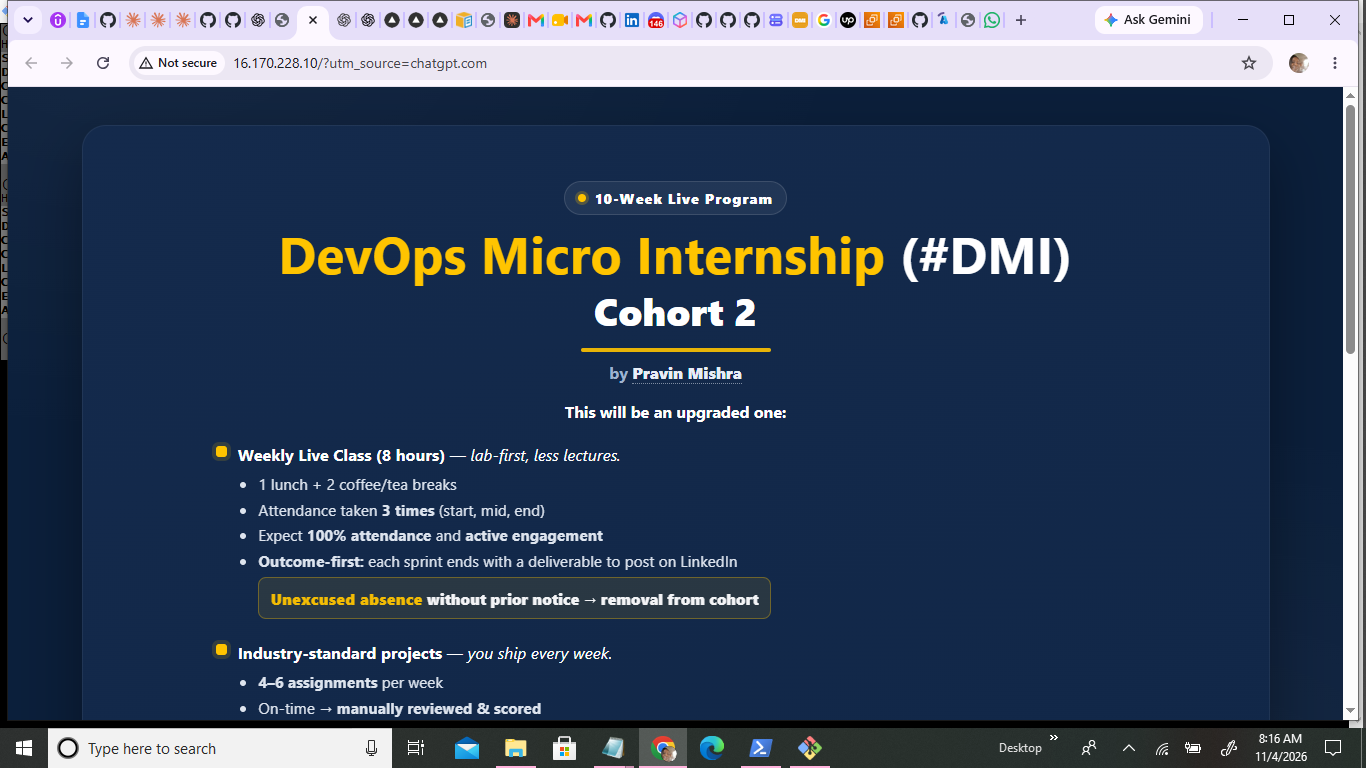 Ask Gemini
Not secure
16.170.228.10/?utm_source=chatgpt.com
10-Week Live Program
DevOps Micro Internship (#DMI)
Cohort 2
by Pravin Mishra
This will be an upgraded one:
Weekly Live Class (8 hours) — lab-first, less lectures.
1 lunch + 2 coffee/tea breaks
Attendance taken 3 times (start, mid, end)
Expect 100% attendance and active engagement
Outcome-first: each sprint ends with a deliverable to post on LinkedIn
Unexcused absence without prior notice → removal from cohort
Industry-standard projects — you ship every week.
4–6 assignments per week
On-time → manually reviewed & scored
Type here to search
Desktop
8:16 AM
11/4/2026